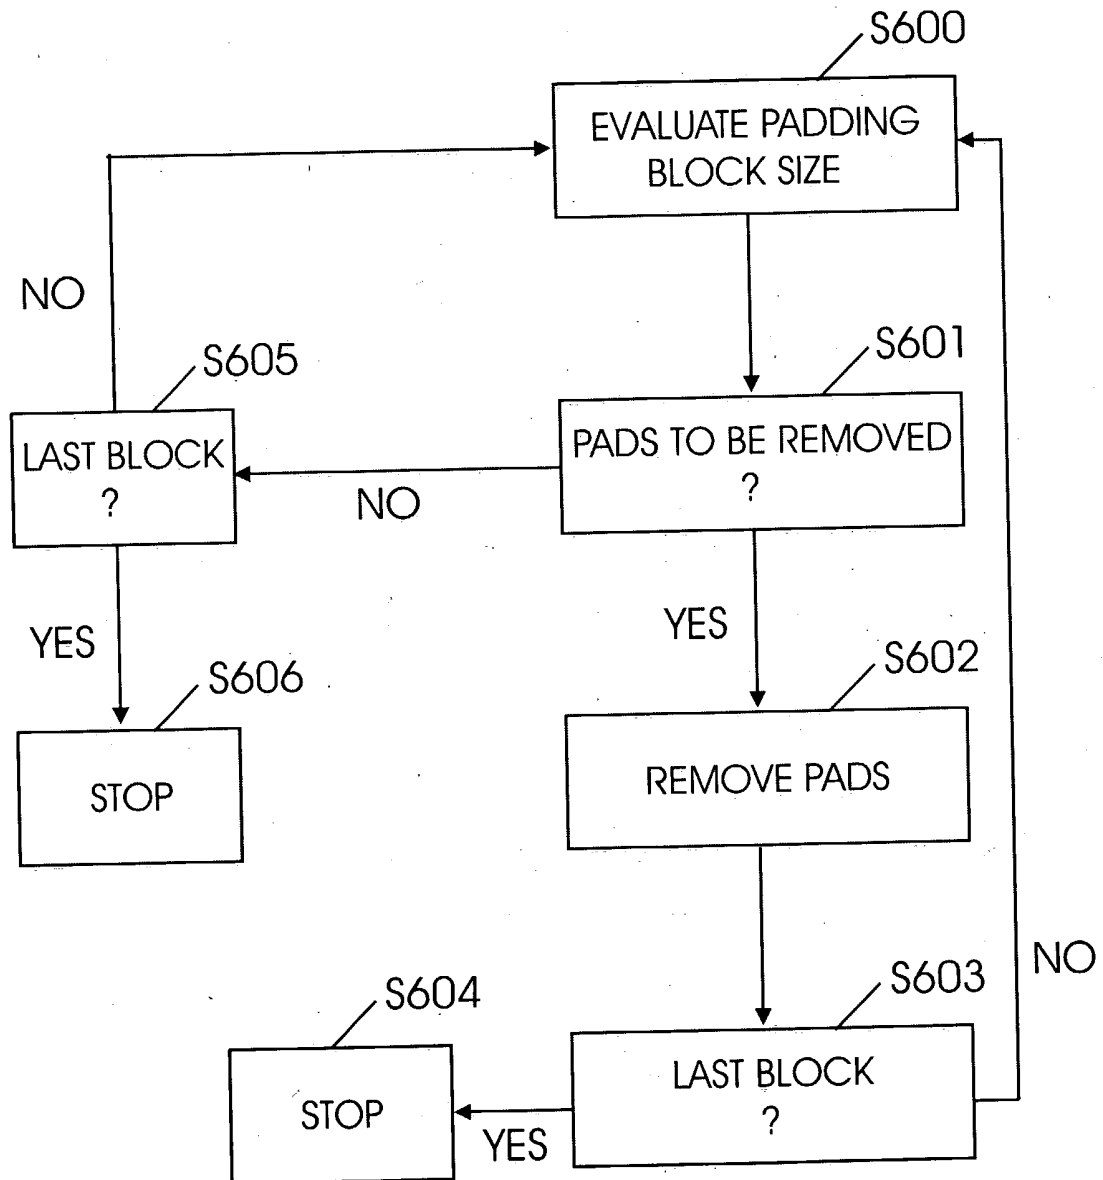 S600
EVALUATE PADDING
BLOCK SIZE
NO
S605
S601
LAST BLOCK
?
PADS TO BE REMOVED
?
NO
YES
YES
S606
S602
STOP
REMOVE PADS
NO
S604
S603
STOP
LAST BLOCK
?
YES